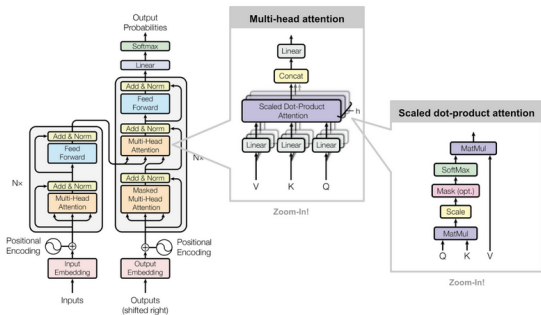 Output
Probabilities
Softmax
Linear
Add & Norm
Feed
Forward
Add & Norm
Multi-Head
Attention
Add & Norm
Masked
Multi-Head
Attention
Nx
Positional
Encoding
Output
Embedding
Outputs
(shifted right)
Add & Norm
Feed
Forward
Add & Norm
Multi-Head
Attention
Nx
Positional
Encoding
Input
Embedding
Inputs
Multi-head attention
Linear
Concat
Scaled Dot-Product
Attention
h
Linear Linear Linear
V K Q
Zoom-In!
Scaled dot-product attention
MatMul
SoftMax
Mask (opt.)
Scale
MatMul
Q K V
Zoom-In!